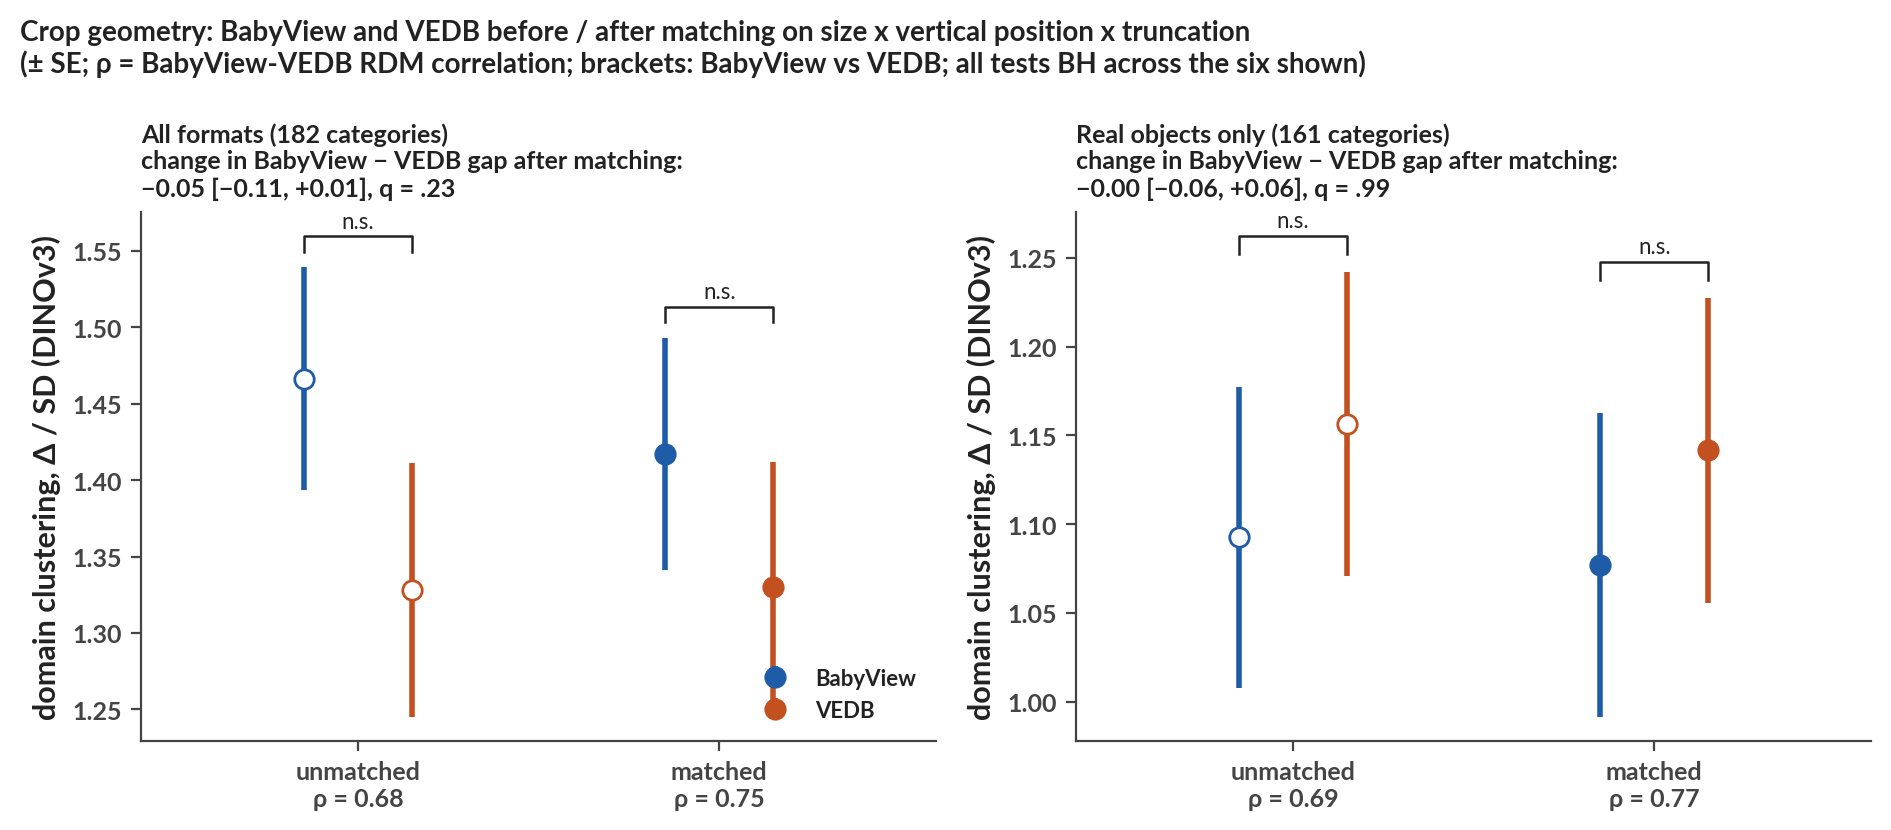 Crop geometry: BabyView and VEDB before / after matching on size x vertical position x truncation
(± SE; ρ = BabyView-VEDB RDM correlation; brackets: BabyView vs VEDB; all tests BH across the six shown)
All formats (182 categories)
change in BabyView − VEDB gap after matching:
−0.05 [−0.11, +0.01], q = .23
domain clustering, Δ / SD (DINOv3)
1.55
1.50
1.45
1.40
1.35
1.30
1.25
n.s.
n.s.
BabyView
VEDB
unmatched
ρ = 0.68
matched
ρ = 0.75
Real objects only (161 categories)
change in BabyView − VEDB gap after matching:
−0.00 [−0.06, +0.06], q = .99
domain clustering, Δ / SD (DINOv3)
1.25
1.20
1.15
1.10
1.05
1.00
n.s.
n.s.
unmatched
ρ = 0.69
matched
ρ = 0.77